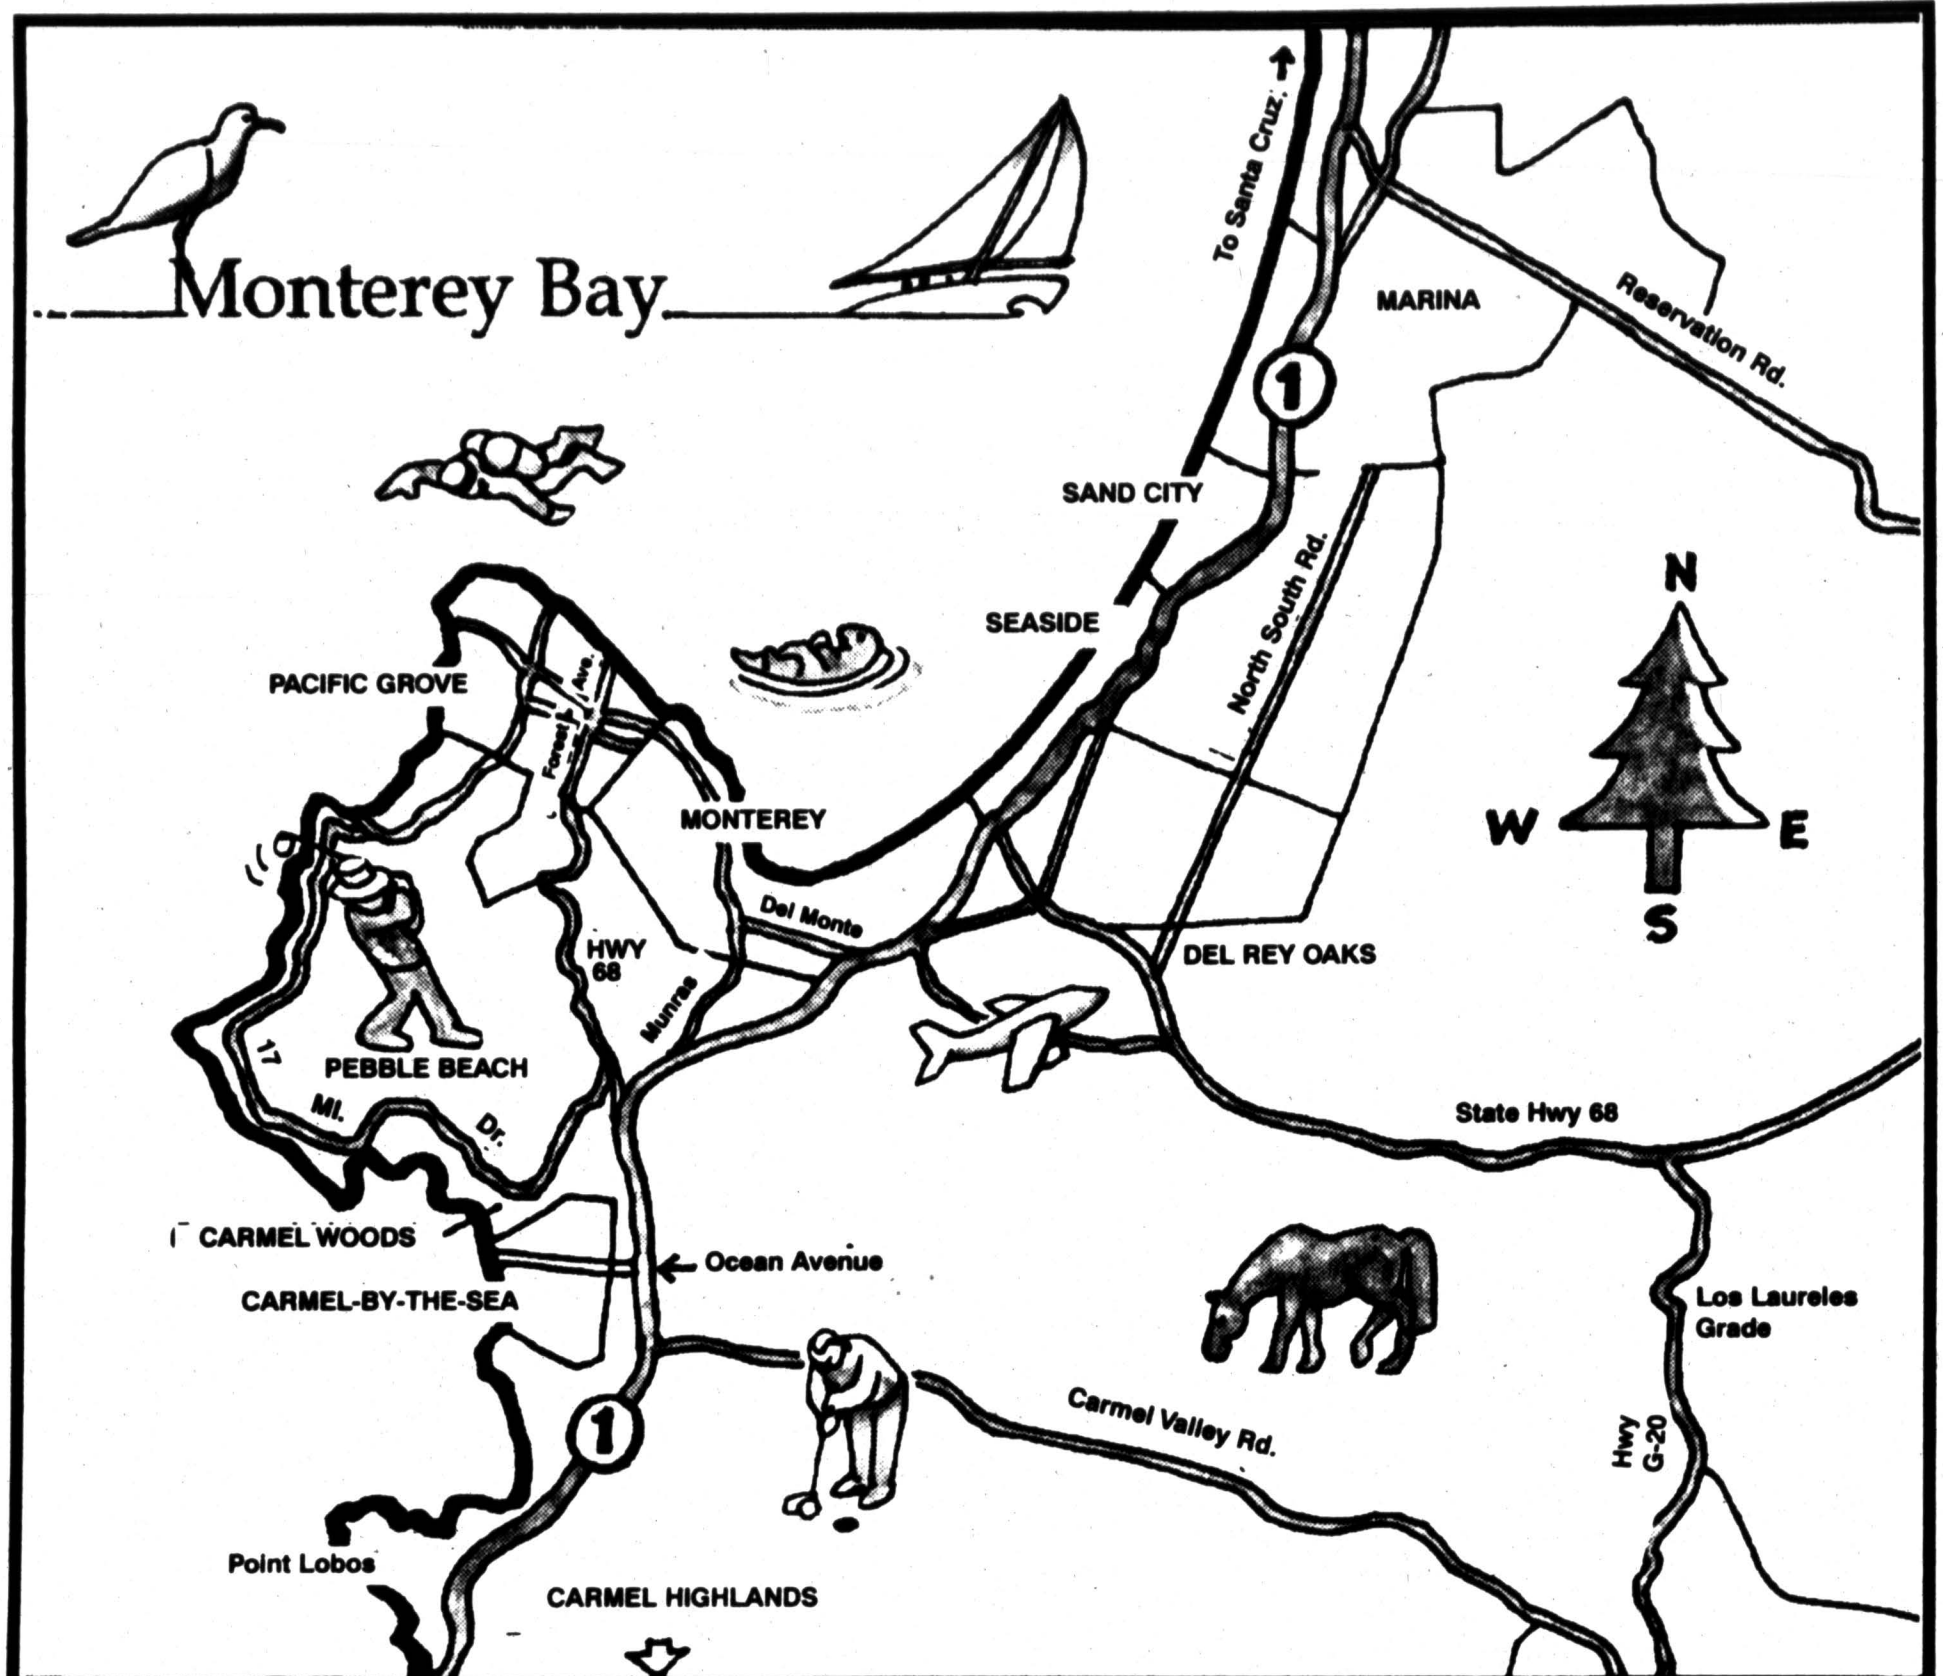 To Santa Cruz.
Monterey Bay
MARINA
Reservation Rd.
1
SAND CITY
North South Rd.
N
SEASIDE
PACIFIC GROVE
Forest
Ave.
MONTEREY
W
E
S
Del Monte
HWY
68
DEL REY OAKS
Munras
17
PEBBLE BEACH
MI.
Dr.
State Hwy 68
CARMEL WOODS
Ocean Avenue
CARMEL-BY-THE-SEA
Los Laureles
Grade
Carmel Valley Rd.
Hwy
G-20
1
Point Lobos
CARMEL HIGHLANDS